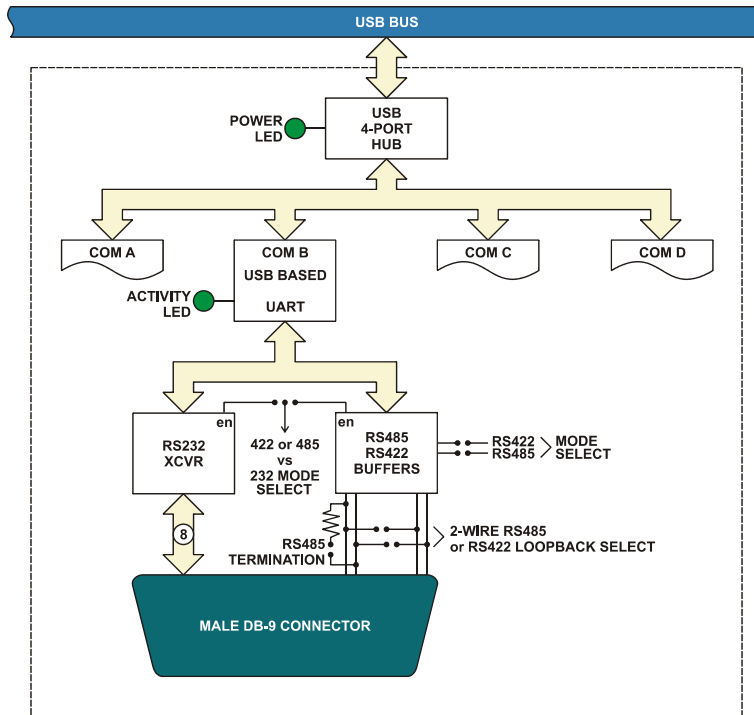 USB BUS
USB
4-PORT
HUB
POWER
LED
COM A
COM B
COM C
COM D
USB BASED
UART
ACTIVITY
LED
en
en
RS232
XCVR
422 or 485
vs
232 MODE
SELECT
RS485
RS422
BUFFERS
RS422
RS485
MODE
SELECT
8
RS485
TERMINATION
2-WIRE RS485
or RS422 LOOPBACK SELECT
MALE DB-9 CONNECTOR